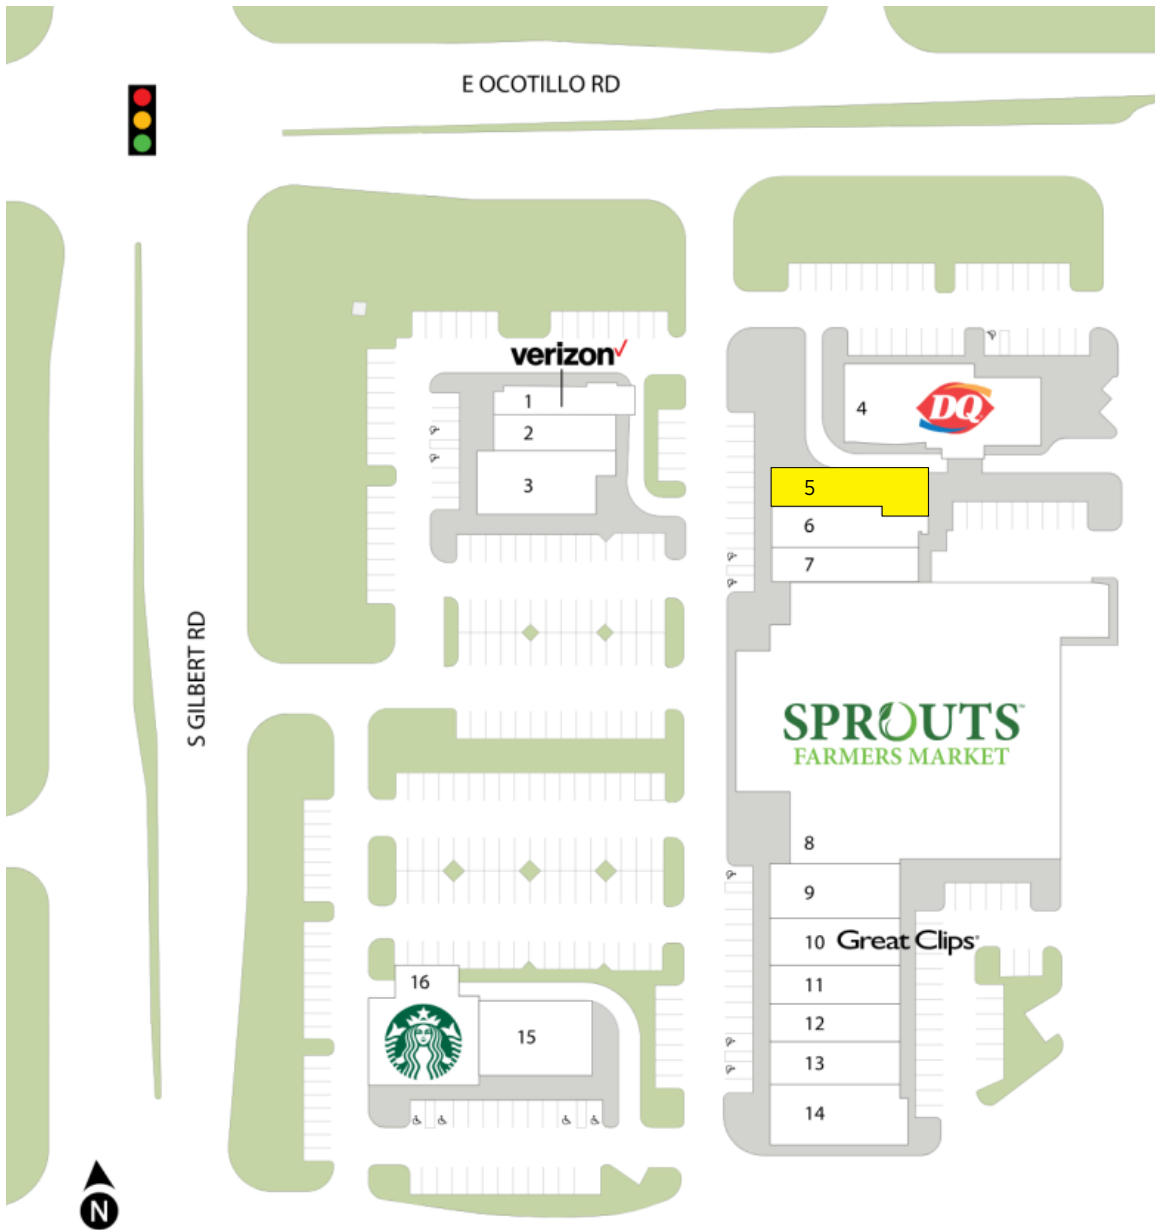 E OCOTILLO RD
verizon
1
2
3
4
DQ
5
6
7
S GILBERT RD
SPROUTS
FARMERS MARKET
8
9
10 Great Clips
11
12
13
14
16
15
N